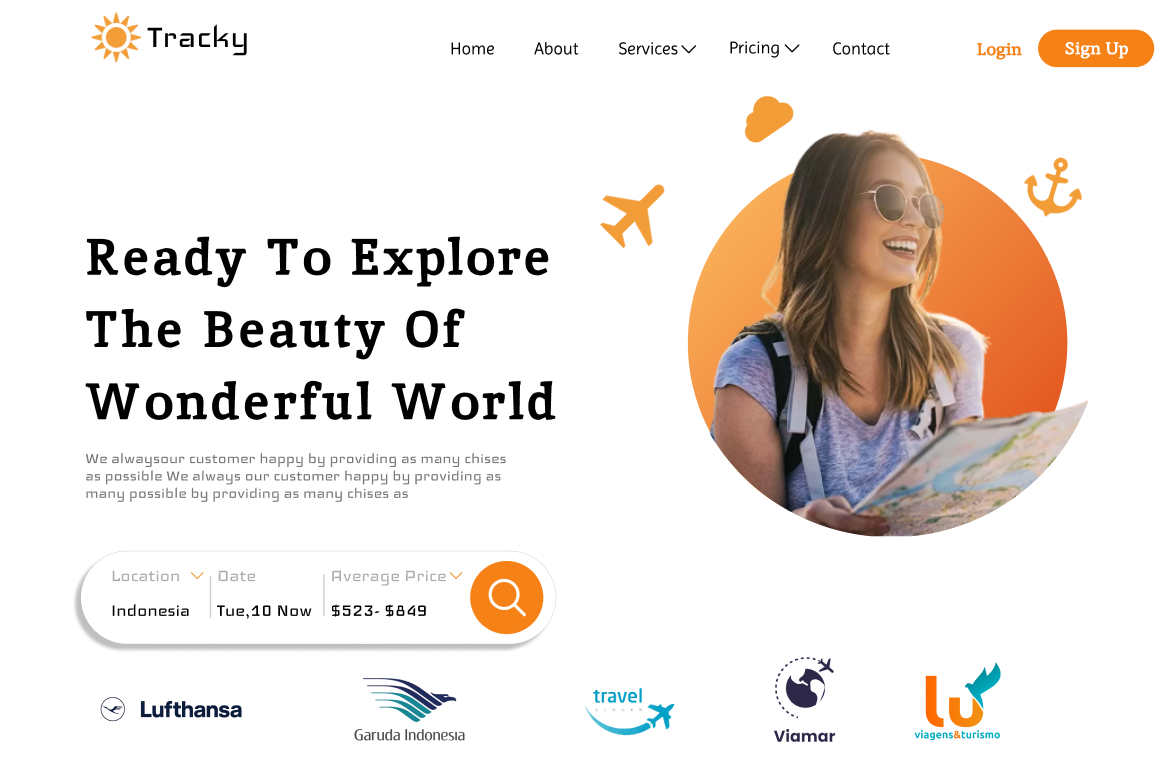 Tracky
Home About Services Pricing Contact Login Sign Up
Ready To Explore
The Beauty Of
Wonderful World
We alwaysour customer happy by providing as many chises
as possible We always our customer happy by providing as
many possible by providing as many chises as
Location Date Average Price
Indonesia Tue,10 Now $523- $849
Lufthansa
Garuda Indonesia
travel
SLOGAN
Viamar
lu
viagens&turismo